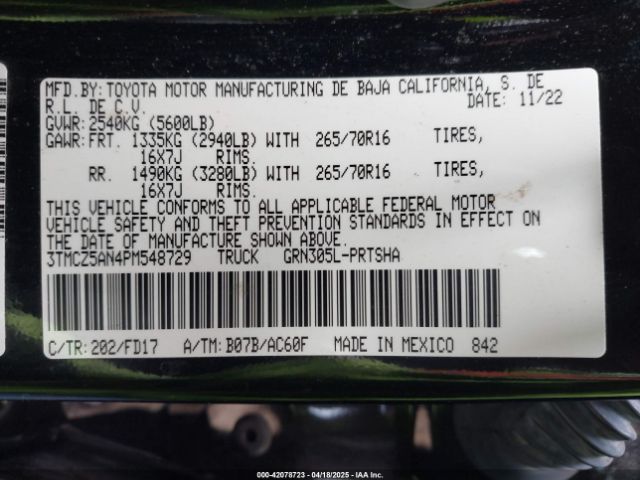 MFD.BY: TOYOTA MOTOR MANUFACTURING DE BAJA CALIFORNIA, S. DE
R.L. DE C.V. DATE: 11/22
GVWR: 2540KG (5600LB)
GAWR: FRT. 1335KG (2940LB) WITH 265/70R16 TIRES,
16X7J RIMS.
RR. 1490KG (3280LB) WITH 265/70R16 TIRES,
16X7J RIMS.
THIS VEHICLE CONFORMS TO ALL APPLICABLE FEDERAL MOTOR
VEHICLE SAFETY AND THEFT PREVENTION STANDARDS IN EFFECT ON
THE DATE OF MANUFACTURE SHOWN ABOVE.
3TMCZ5AN4PM548729 TRUCK GRN305L-PRTSHA
C/TR: 202/FD17 A/TM: B07B/AC60F MADE IN MEXICO 842
000-42078723 - 04/18/2025 - IAA Inc.